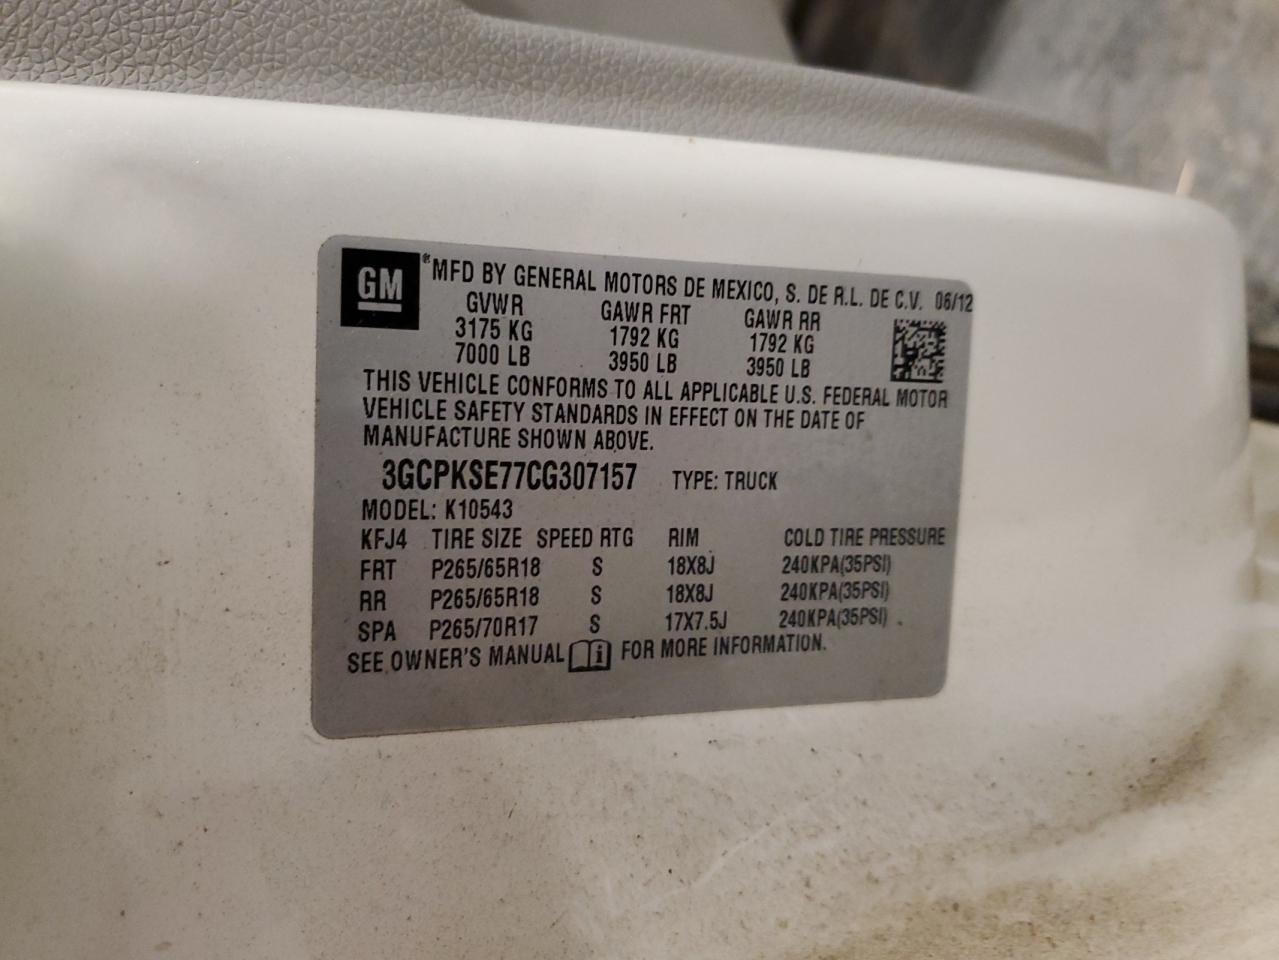 GM ® MFD BY GENERAL MOTORS DE MEXICO, S. DE R.L. DE C.V. 06/12
GVWR GAWR FRT GAWR RR
3175 KG 1792 KG 1792 KG
7000 LB 3950 LB 3950 LB
THIS VEHICLE CONFORMS TO ALL APPLICABLE U.S. FEDERAL MOTOR
VEHICLE SAFETY STANDARDS IN EFFECT ON THE DATE OF
MANUFACTURE SHOWN ABOVE.
3GCPKSE77CG307157 TYPE: TRUCK
MODEL: K10543
KFJ4 TIRE SIZE SPEED RTG RIM COLD TIRE PRESSURE
FRT P265/65R18 S 18X8J 240KPA(35PSI)
RR P265/65R18 S 18X8J 240KPA(35PSI)
SPA P265/70R17 S 17X7.5J 240KPA(35PSI)
SEE OWNER'S MANUAL i FOR MORE INFORMATION.